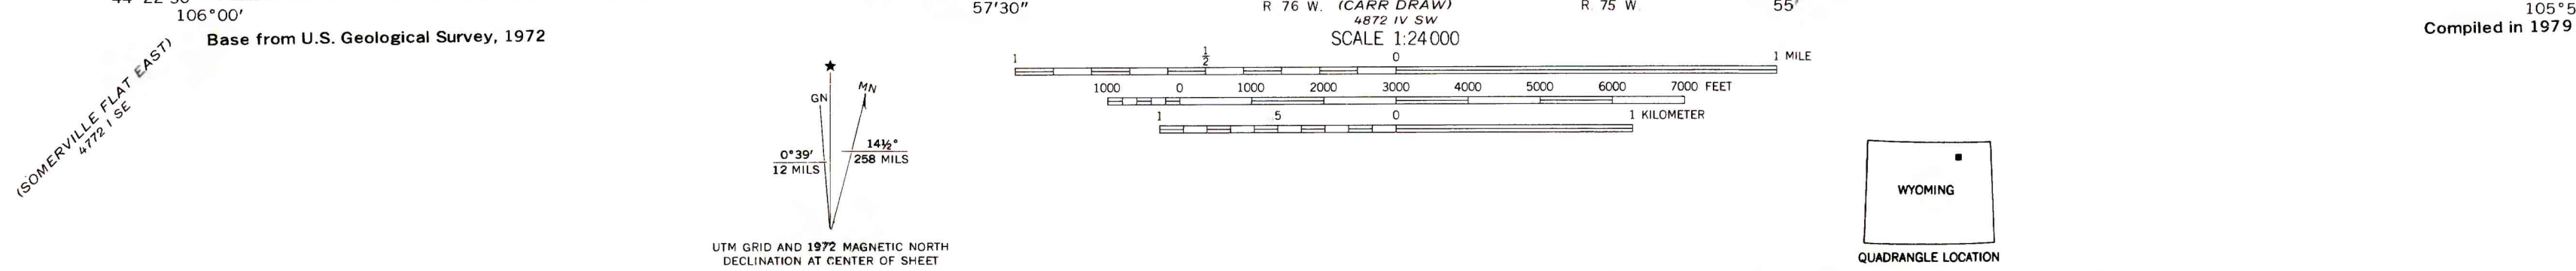 106°00'
57'30"
R 76 W. (CARR DRAW) R. 75 W.
4872 IV SW
55'
105°5
Base from U.S. Geological Survey, 1972
SCALE 1:24 000
Compiled in 1979
(SOMERVILLE FLAT EAST)
4772 I SE
1 1/2 0 1 MILE
1000 0 1000 2000 3000 4000 5000 6000 7000 FEET
1 .5 0 1 KILOMETER
★
GN
MN
0°39'
12 MILS
14½°
258 MILS
UTM GRID AND 1972 MAGNETIC NORTH
DECLINATION AT CENTER OF SHEET
WYOMING
QUADRANGLE LOCATION